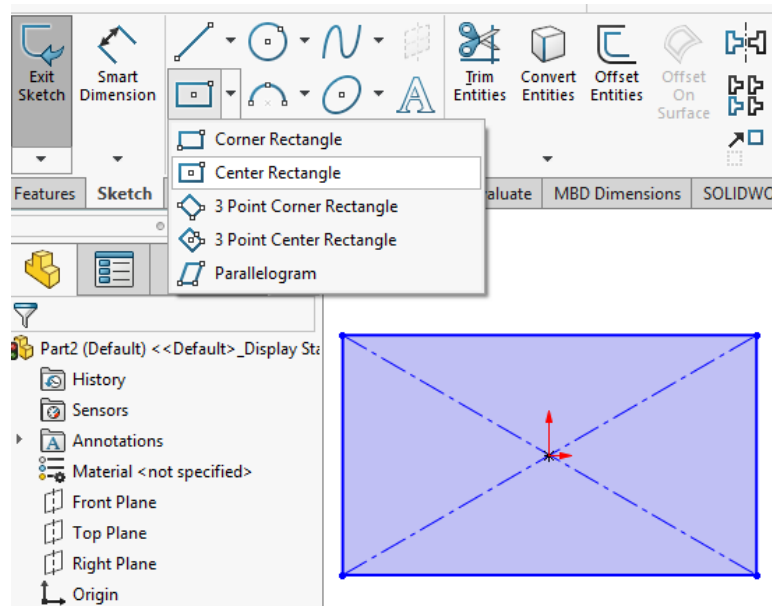 Exit Sketch
Smart Dimension
Trim Entities
Convert Entities
Offset Entities
Offset On Surface
Corner Rectangle
Center Rectangle
3 Point Corner Rectangle
3 Point Center Rectangle
Parallelogram
Features Sketch aluate MBD Dimensions SOLIDWO
Part2 (Default) <<Default>_Display Sta
History
Sensors
A Annotations
Material <not specified>
Front Plane
Top Plane
Right Plane
Origin